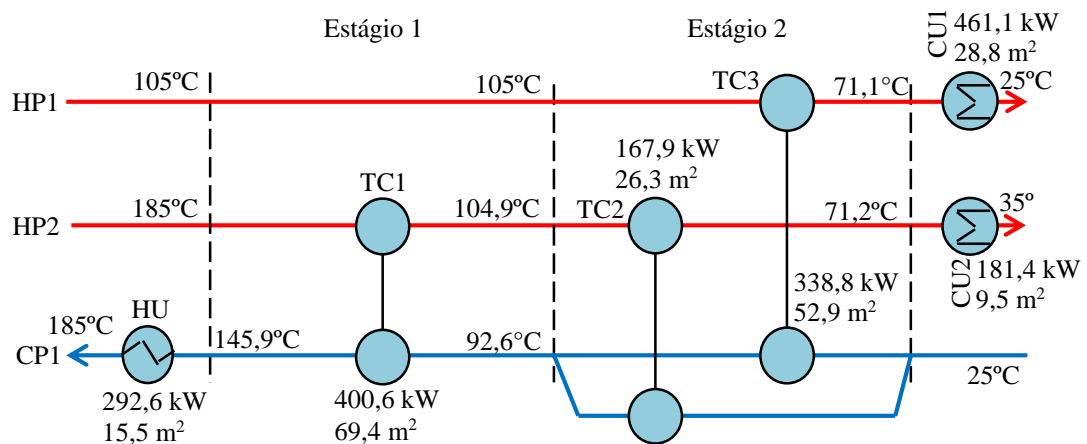 Estágio 1
Estágio 2
CU1
461,1 kW
28,8 m²
HP1
105ºC
105ºC
TC3
71,1°C
25ºC
167,9 kW
26,3 m²
HP2
185ºC
TC1
104,9ºC
TC2
71,2ºC
35º
CU2
181,4 kW
9,5 m²
338,8 kW
52,9 m²
HU
185ºC
CP1
145,9ºC
92,6°C
25ºC
292,6 kW
15,5 m²
400,6 kW
69,4 m²